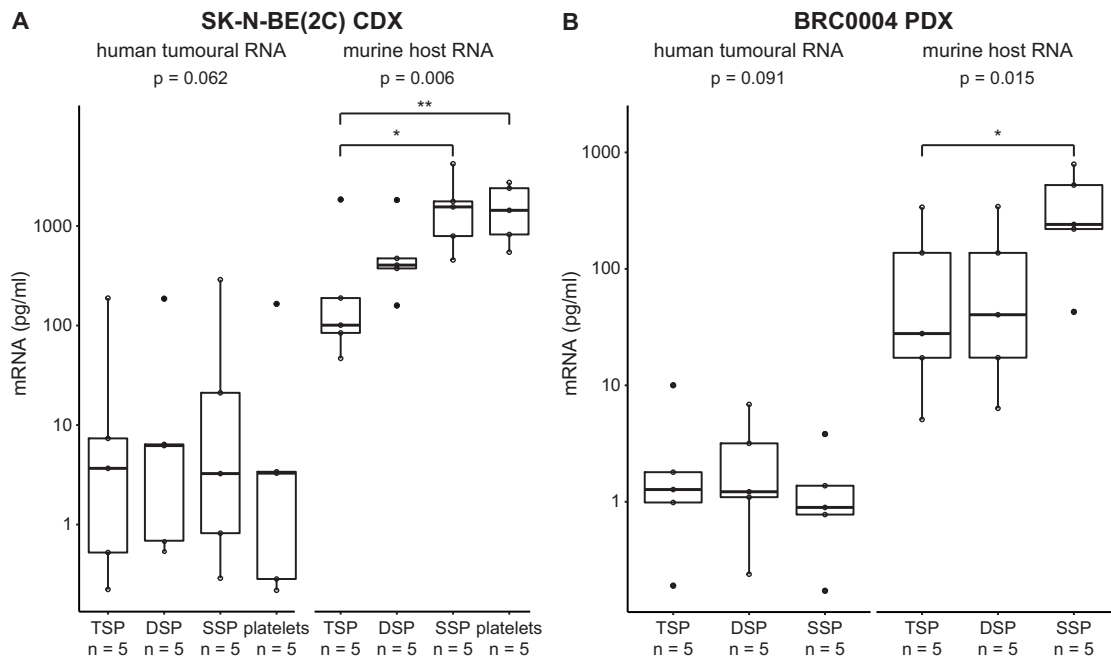 A
SK-N-BE(2C) CDX
human tumoural RNA
murine host RNA
p = 0.062
p = 0.006
**
*
mRNA (pg/ml)
1000
100
10
1
TSP DSP SSP platelets
n = 5 n = 5 n = 5 n = 5
TSP DSP SSP platelets
n = 5 n = 5 n = 5 n = 5
B
BRC0004 PDX
human tumoural RNA
murine host RNA
p = 0.091
p = 0.015
*
mRNA (pg/ml)
1000
100
10
1
TSP DSP SSP
n = 5 n = 5 n = 5
TSP DSP SSP
n = 5 n = 5 n = 5